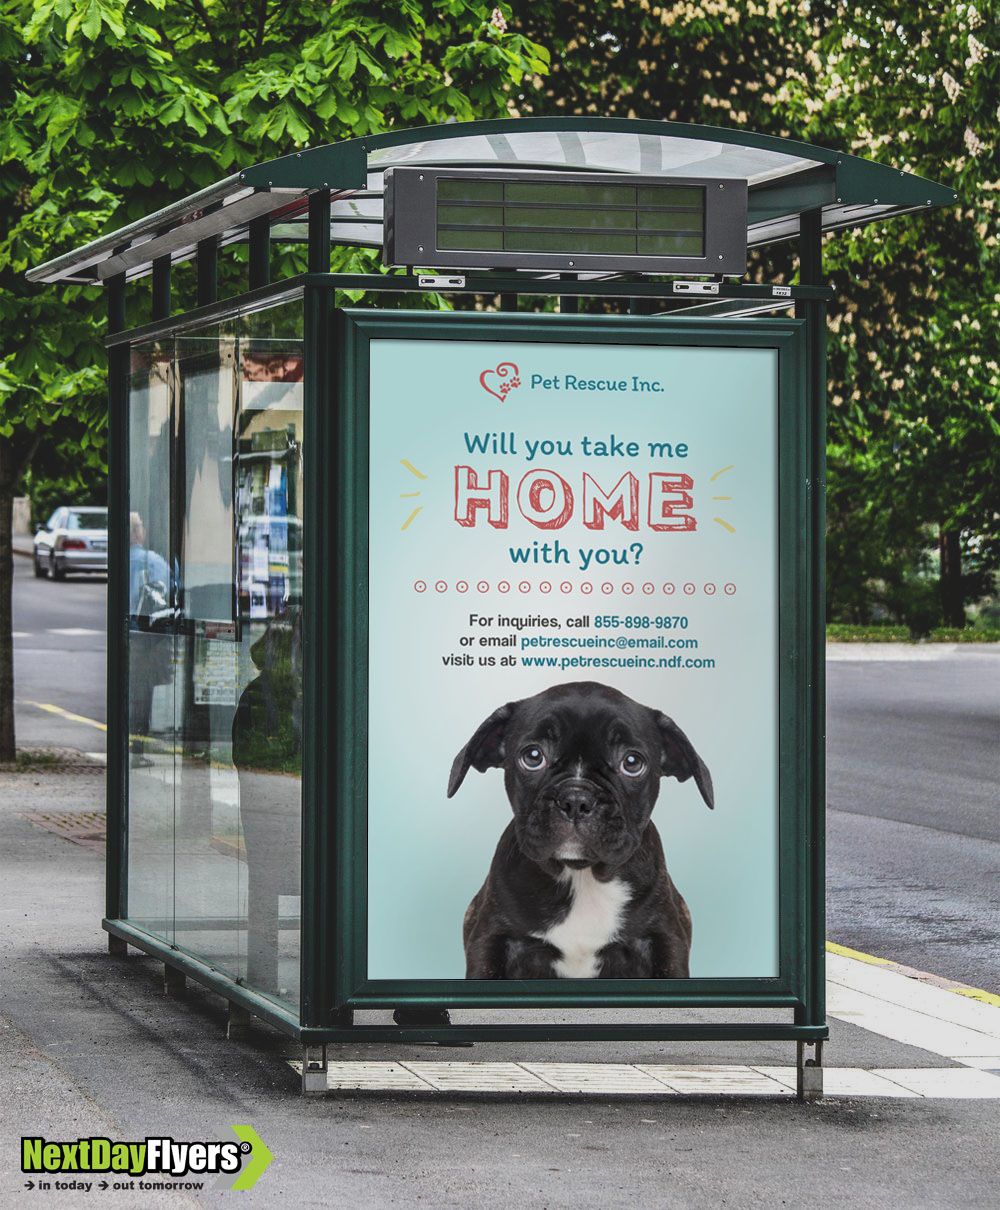 Pet Rescue Inc.
Will you take me
HOME
with you?
For inquiries, call 855-898-9870
or email petrescueinc@email.com
visit us at www.petrescueinc.ndf.com
NextDayFlyers®
→ in today → out tomorrow